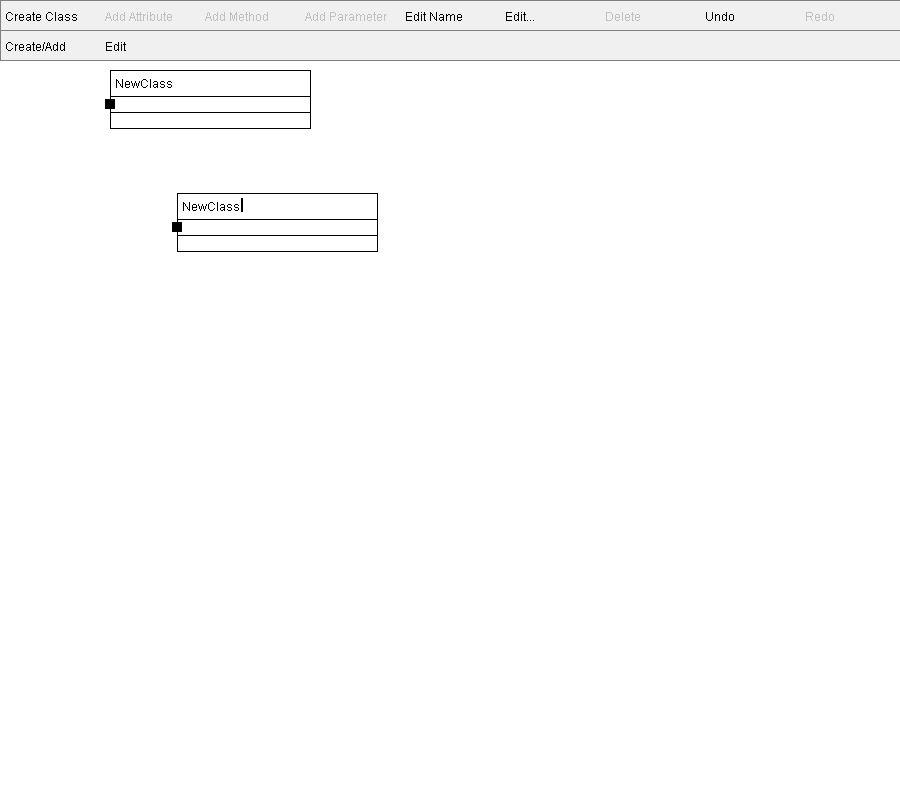 Create Class Add Attribute Add Method Add Parameter Edit Name Edit... Delete Undo Redo
Create/Add Edit
NewClass
NewClass